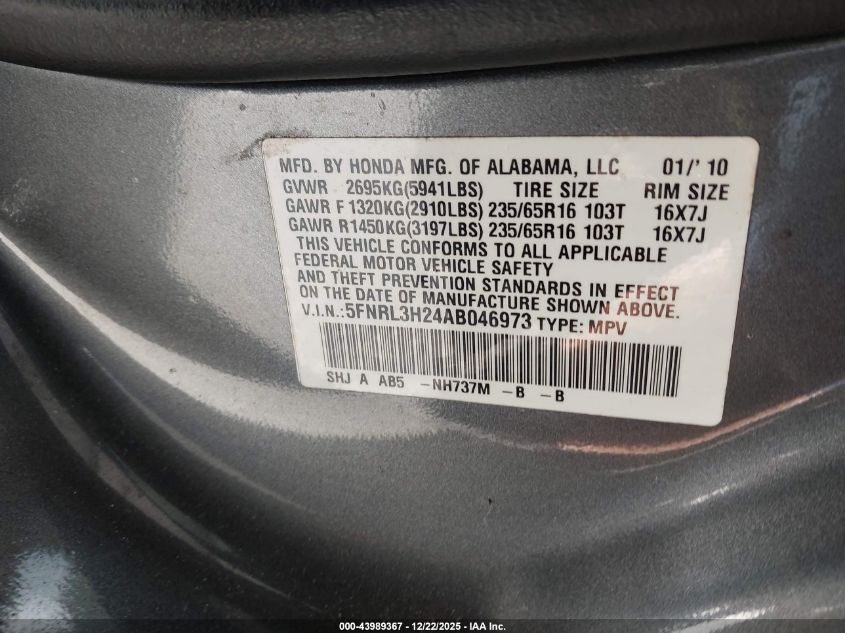 MFD. BY HONDA MFG. OF ALABAMA, LLC 01/' 10
GVWR 2695KG(5941LBS) TIRE SIZE RIM SIZE
GAWR F 1320KG(2910LBS) 235/65R16 103T 16X7J
GAWR R1450KG(3197LBS) 235/65R16 103T 16X7J
THIS VEHICLE CONFORMS TO ALL APPLICABLE
FEDERAL MOTOR VEHICLE SAFETY
AND THEFT PREVENTION STANDARDS IN EFFECT
ON THE DATE OF MANUFACTURE SHOWN ABOVE.
V.I.N.:5FNRL3H24AB046973 TYPE: MPV
SHJ A AB5 -NH737M -B -B
000-43989367 - 12/22/2025 - IAA Inc.